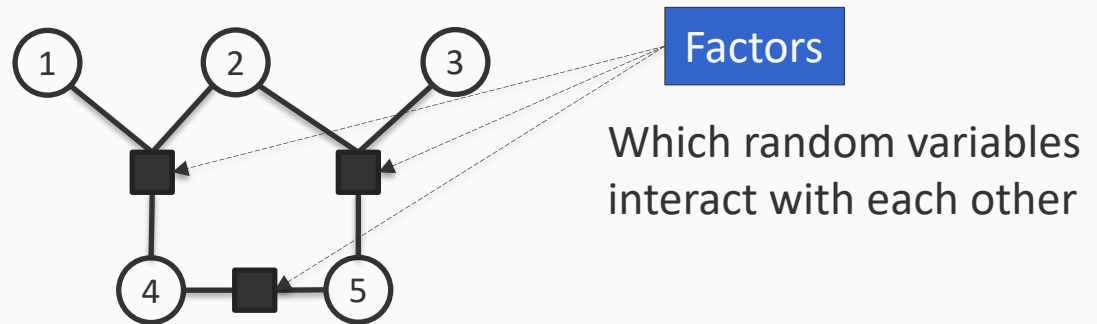 1
2
3
Factors
Which random variables
interact with each other
4
5